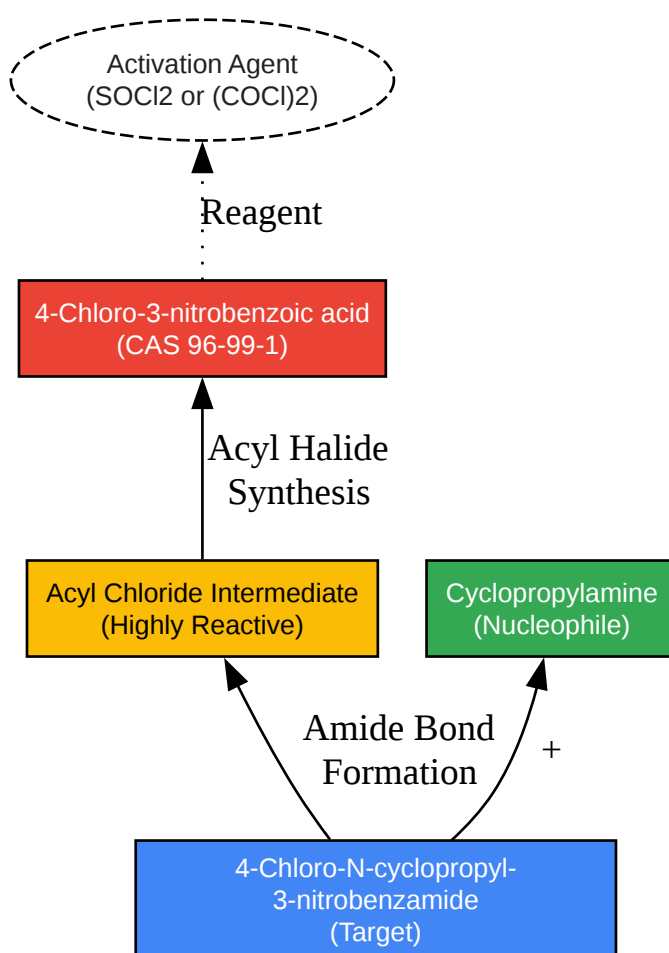 Activation Agent
(SOCl2 or (COCl)2)
Reagent
4-Chloro-3-nitrobenzoic acid
(CAS 96-99-1)
Acyl Halide
Synthesis
Acyl Chloride Intermediate
(Highly Reactive)
Cyclopropylamine
(Nucleophile)
Amide Bond
Formation
+
4-Chloro-N-cyclopropyl-
3-nitrobenzamide
(Target)